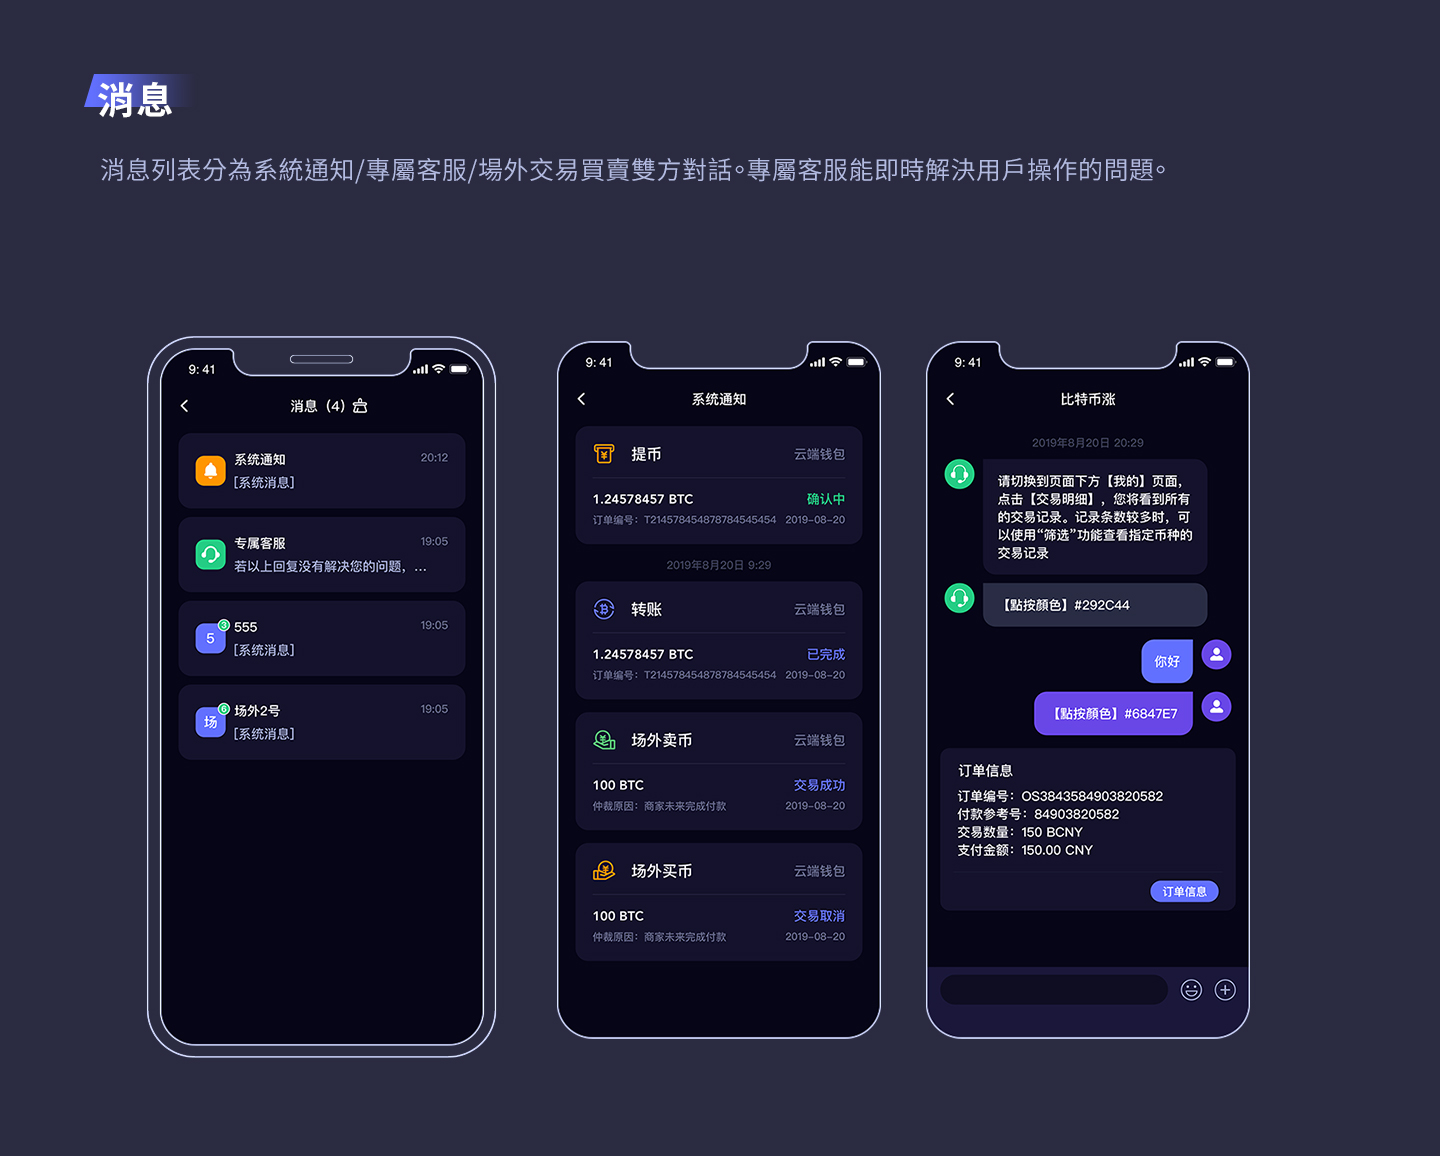 消息
消息列表分為系統通知/專屬客服/場外交易買賣雙方對話。專屬客服能即時解決用戶操作的問題。
9:41
消息（4）
系统通知
20:12
[系统消息]
专属客服
19:05
若以上回复没有解决您的问题，...
5
3
555
19:05
[系统消息]
场
6
场外2号
19:05
[系统消息]
9:41
系统通知
提币
云端钱包
1.24578457 BTC
确认中
订单编号：T214578454878784545454
2019-08-20
2019年8月20日 9:29
转账
云端钱包
1.24578457 BTC
已完成
订单编号：T214578454878784545454
2019-08-20
场外卖币
云端钱包
100 BTC
交易成功
仲裁原因：商家未来完成付款
2019-08-20
场外买币
云端钱包
100 BTC
交易取消
仲裁原因：商家未来完成付款
2019-08-20
9:41
比特币涨
2019年8月20日 20:29
请切换到页面下方【我的】页面，
点击【交易明细】，您将看到所有
的交易记录。记录条数较多时，可
以使用“筛选”功能查看指定币种的
交易记录
【點按顏色】#292C44
你好
【點按顏色】#6847E7
订单信息
订单编号：OS3843584903820582
付款参考号：84903820582
交易数量：150 BCNY
支付金额：150.00 CNY
订单信息